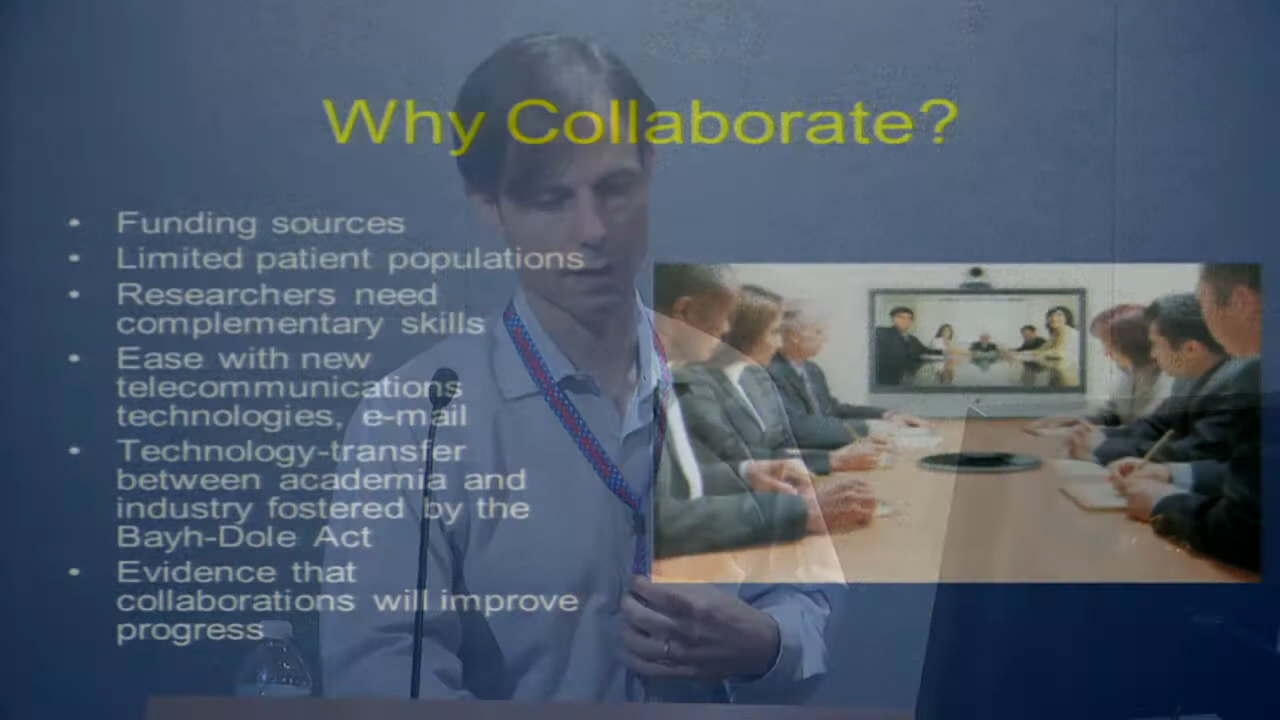 Why Collaborate?
• Funding sources
• Limited patient populations
• Researchers need
complementary skills
• Ease with new
telecommunications
technologies, e-mail
• Technology-transfer
between academia and
industry fostered by the
Bayh-Dole Act
• Evidence that
collaborations will improve
progress